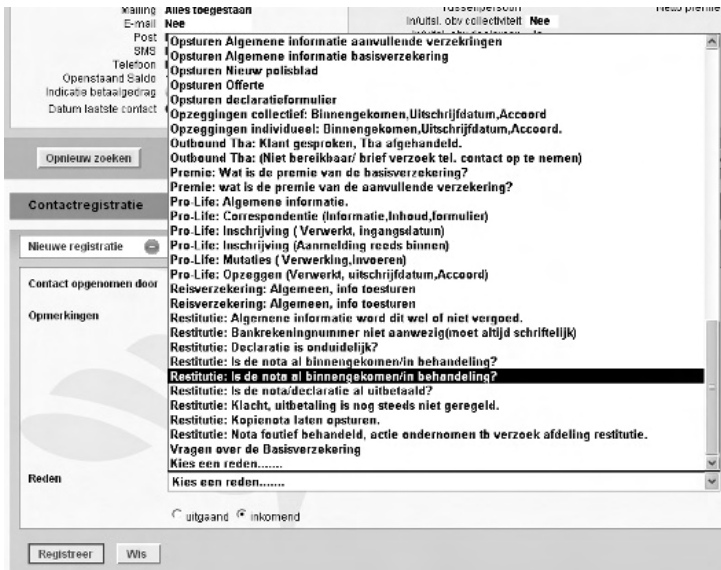 Mailing Alles toegestaan
E-mail Nee
In/uitsl. obv collectiviteit Nee
Post
SMS
Telefoon
Openstaand Saldo
Indicatie betaalgedrag
Datum laatste contact
Opsturen Algemene informatie aanvullende verzekringen
Opsturen Algemene informatie basisverzekering
Opsturen Nieuw polisblad
Opsturen Offerte
Opsturen declaratieformulier
Opzeggingen collectief: Binnengekomen,Uitschrijfdatum,Accoord
Opzeggingen individueel: Binnengekomen,Uitschrijfdatum,Accoord.
Outbound Tba: Klant gesproken, Tba afgehandeld.
Outbound Tba: (Niet bereikbaar/ brief verzoek tel. contact op te nemen)
Premie: Wat is de premie van de basisverzekering?
Premie: wat is de premie van de aanvullende verzekering?
Pro-Life: Algemene informatie.
Pro-Life: Correspondentie (Informatie,Inhoud,formulier)
Pro-Life: Inschrijving ( Verwerkt, ingangsdatum)
Pro-Life: Inschrijving (Aanmelding reeds binnen)
Pro-Life: Mutaties ( Verwerking,Invoeren)
Pro-Life: Opzeggen (Verwerkt, uitschrijfdatum,Accoord)
Reisverzekering: Algemeen, info toesturen
Reisverzekering: Algemeen, info toesturen
Restitutie: Algemene informatie word dit wel of niet vergoed.
Restitutie: Bankrekeningnummer niet aanwezig(moet altijd schriftelijk)
Restitutie: Declaratie is onduidelijk?
Restitutie: Is de nota al binnengekomen/in behandeling?
Restitutie: Is de nota al binnengekomen/in behandeling?
Restitutie: Is de nota/declaratie al uitbetaald?
Restitutie: Klacht, uitbetaling is nog steeds niet geregeld.
Restitutie: Kopienota laten opsturen.
Restitutie: Nota foutief behandeld, actie ondernomen tb verzoek afdeling restitutie.
Vragen over de Basisverzekering
Kies een reden.......
Opnieuw zoeken
Contactregistratie
Nieuwe registratie
Contact opgenomen door
Opmerkingen
Reden Kies een reden.......
uitgaand inkomend
Registreer Wis